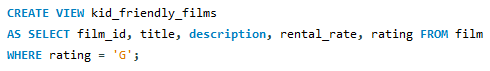 CREATE VIEW kid_friendly_films
AS SELECT film_id, title, description, rental_rate, rating FROM film
WHERE rating = 'G';